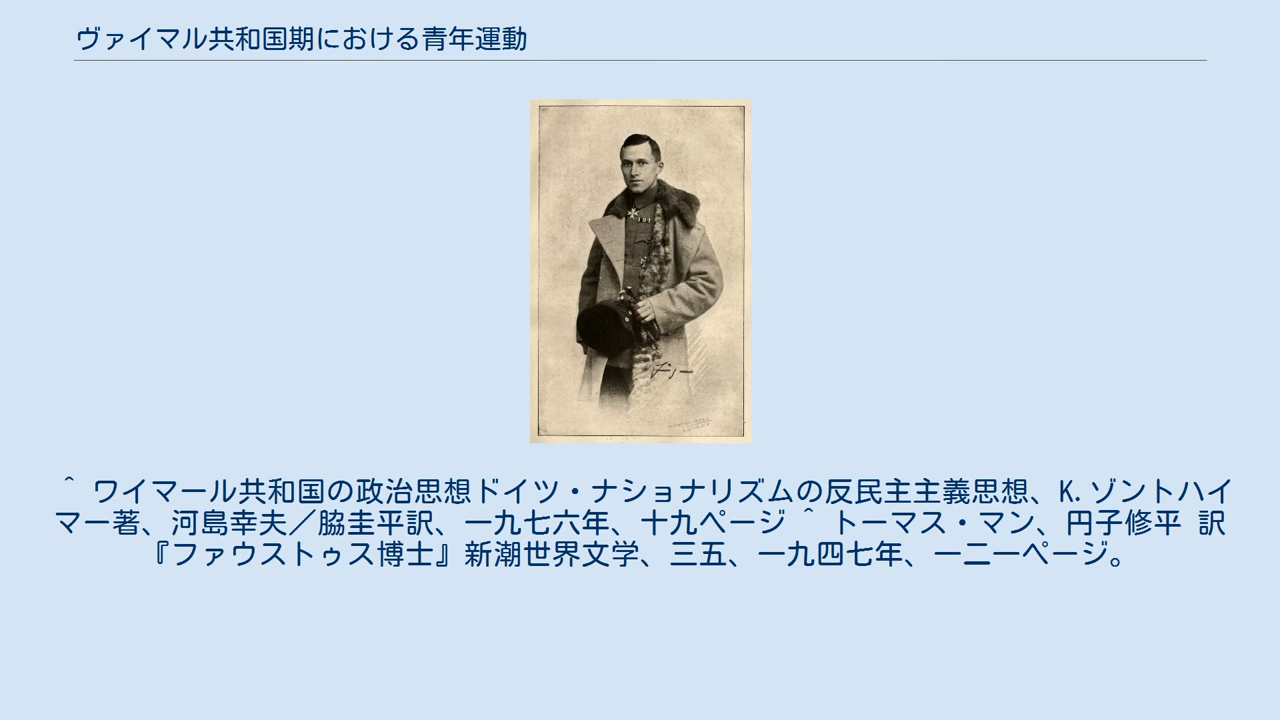 ヴァイマル共和国期における青年運動
^ ワイマール共和国の政治思想ドイツ・ナショナリズムの反民主主義思想、K.ゾントハイ
マー著、河島幸夫／脇圭平訳、一九七六年、十九ページ ^ トーマス・マン、円子修平 訳
『ファウストゥス博士』新潮世界文学、三五、一九四七年、一二一ページ。